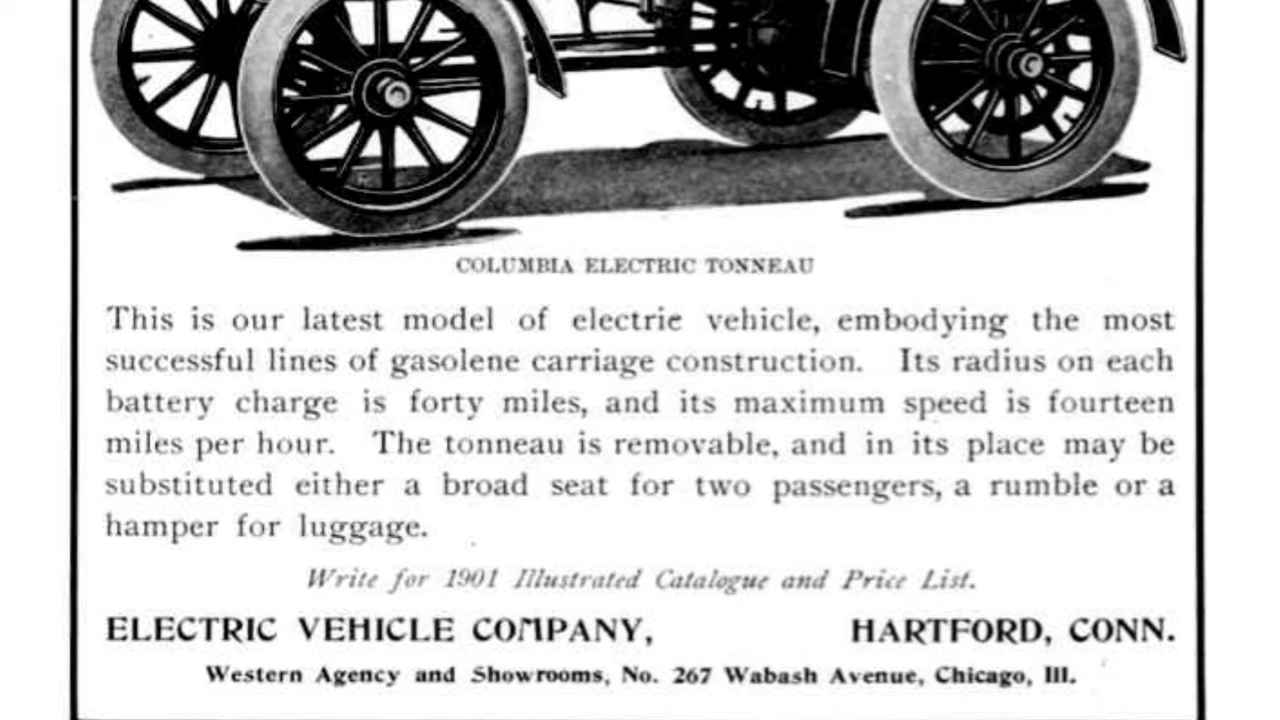 COLUMBIA ELECTRIC TONNEAU
This is our latest model of electric vehicle, embodying the most
successful lines of gasolene carriage construction. Its radius on each
battery charge is forty miles, and its maximum speed is fourteen
miles per hour. The tonneau is removable, and in its place may be
substituted either a broad seat for two passengers, a rumble or a
hamper for luggage.
Write for 1901 Illustrated Catalogue and Price List.
ELECTRIC VEHICLE COMPANY, HARTFORD, CONN.
Western Agency and Showrooms, No. 267 Wabash Avenue, Chicago, Ill.